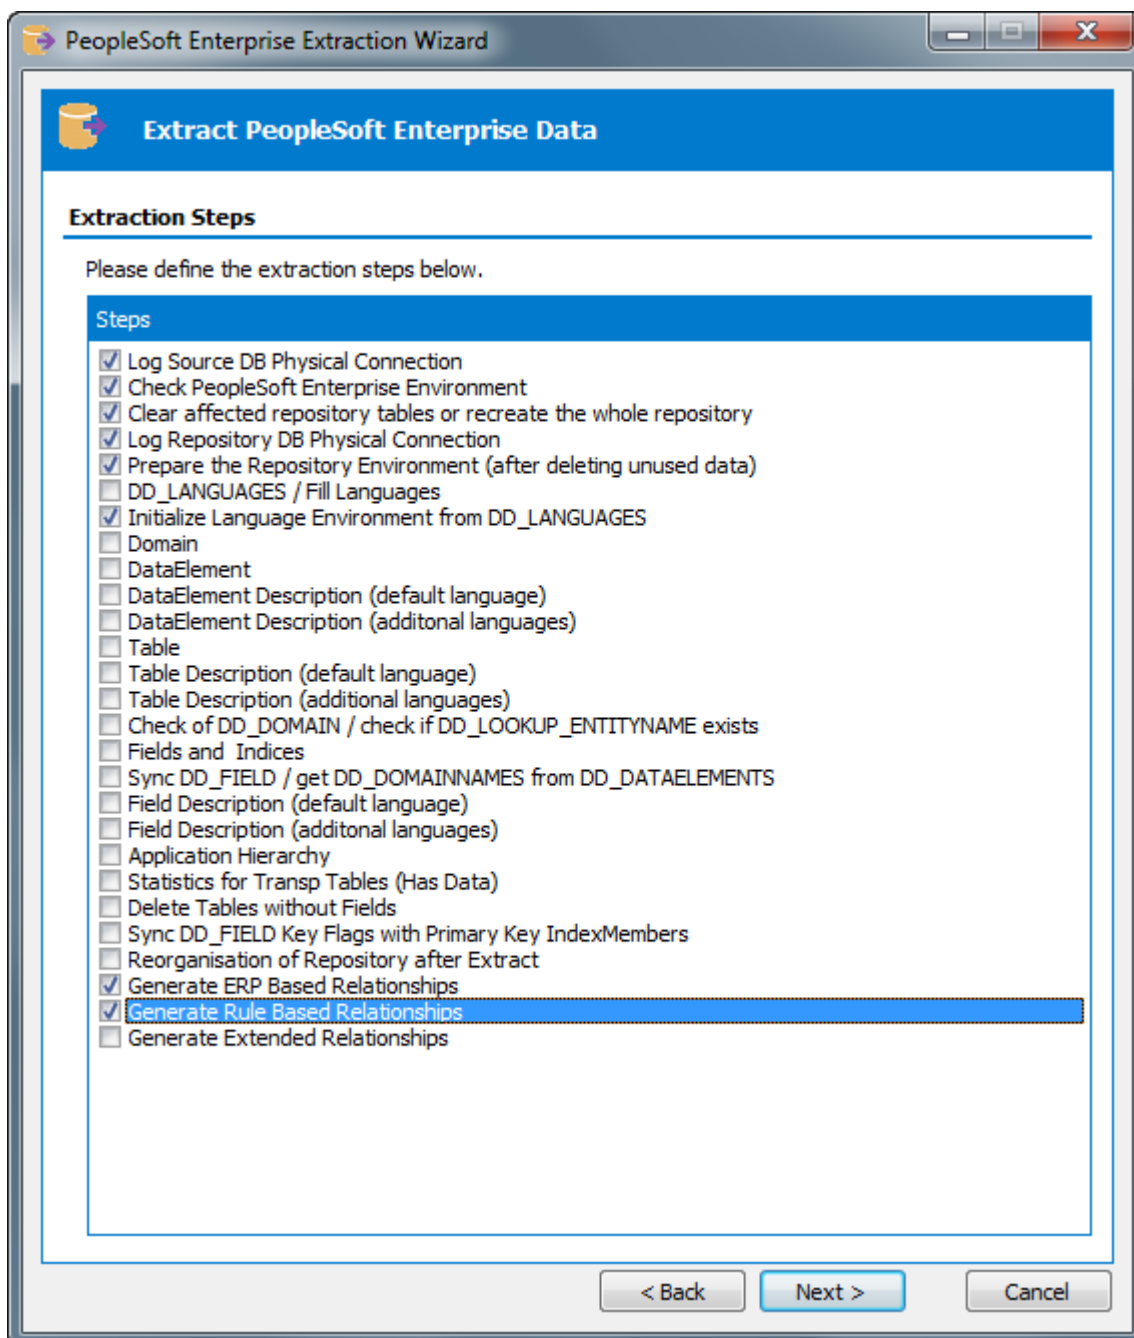 PeopleSoft Enterprise Extraction Wizard
Extract PeopleSoft Enterprise Data
Extraction Steps
Please define the extraction steps below.
Steps
Log Source DB Physical Connection
Check PeopleSoft Enterprise Environment
Clear affected repository tables or recreate the whole repository
Log Repository DB Physical Connection
Prepare the Repository Environment (after deleting unused data)
DD_LANGUAGES / Fill Languages
Initialize Language Environment from DD_LANGUAGES
Domain
DataElement
DataElement Description (default language)
DataElement Description (additonal languages)
Table
Table Description (default language)
Table Description (additional languages)
Check of DD_DOMAIN / check if DD_LOOKUP_ENTITYNAME exists
Fields and  Indices
Sync DD_FIELD / get DD_DOMAINNAMES from DD_DATAELEMENTS
Field Description (default language)
Field Description (additonal languages)
Application Hierarchy
Statistics for Transp Tables (Has Data)
Delete Tables without Fields
Sync DD_FIELD Key Flags with Primary Key IndexMembers
Reorganisation of Repository after Extract
Generate ERP Based Relationships
Generate Rule Based Relationships
Generate Extended Relationships
< Back Next > Cancel